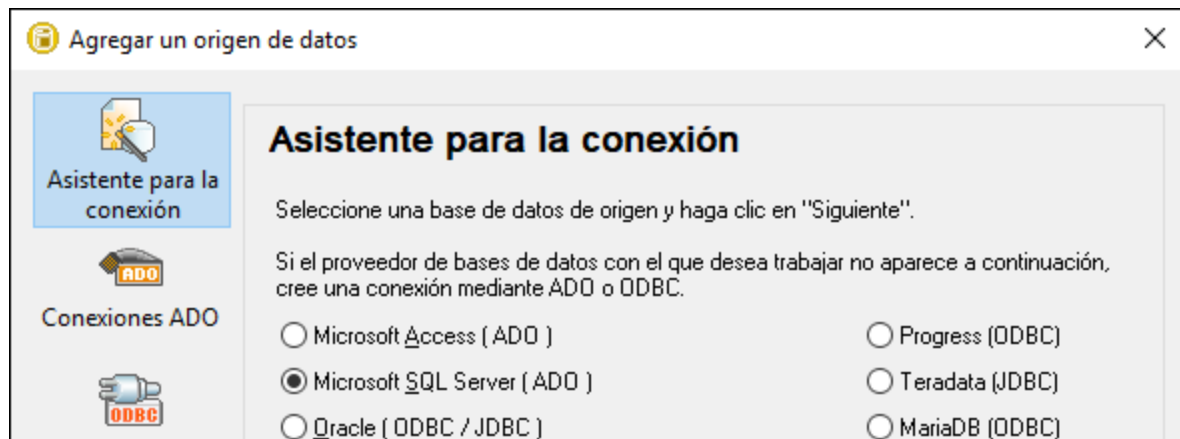 Agregar un origen de datos
Asistente para la conexión
Asistente para la
conexión
Seleccione una base de datos de origen y haga clic en "Siguiente".
Si el proveedor de bases de datos con el que desea trabajar no aparece a continuación,
cree una conexión mediante ADO o ODBC.
ADO
Conexiones ADO
Microsoft Access ( ADO )
Progress (ODBC)
Microsoft SQL Server ( ADO )
Teradata (JDBC)
ODBC
Oracle ( ODBC / JDBC )
MariaDB (ODBC)